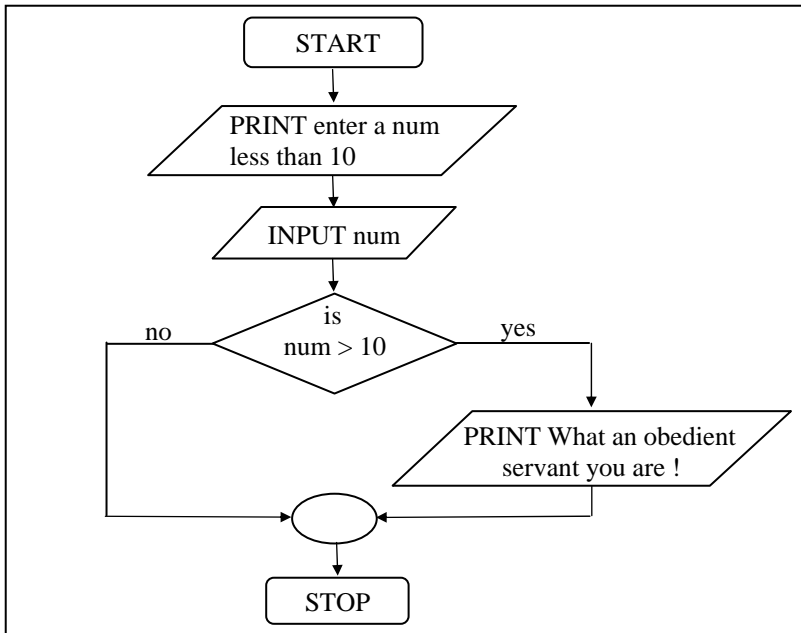 START
PRINT enter a num
less than 10
INPUT num
is
num > 10
no
yes
PRINT What an obedient
servant you are !
STOP